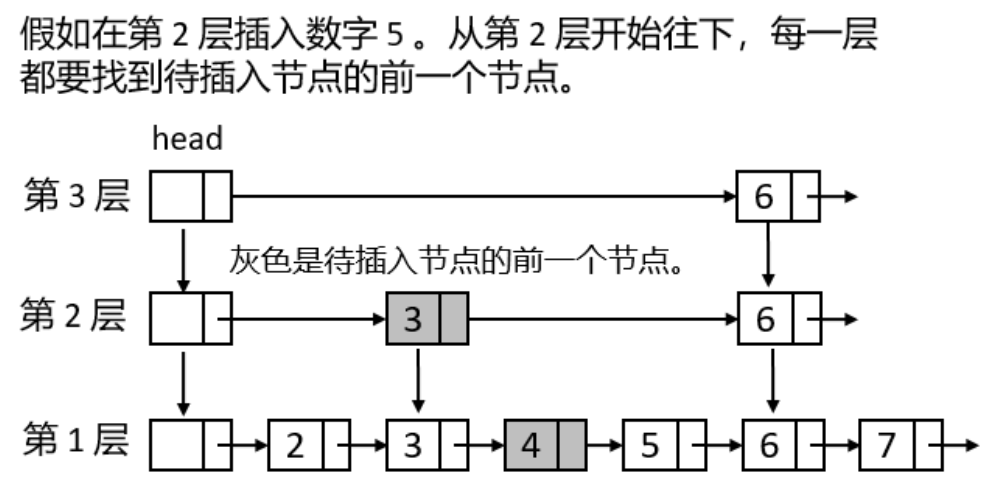 假如在第 2 层插入数字 5 。从第 2 层开始往下，每一层
都要找到待插入节点的前一个节点。
head
第 3 层 6
灰色是待插入节点的前一个节点。
第 2 层 3 6
第 1 层 2 3 4 5 6 7